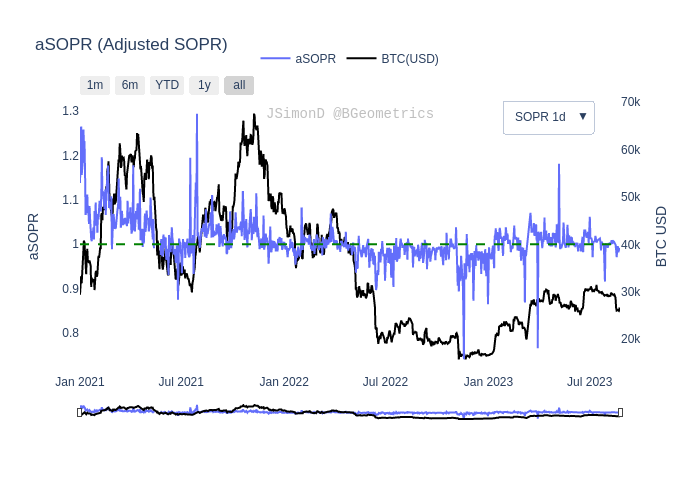 aSOPR (Adjusted SOPR)
aSOPR BTC(USD)
1m 6m YTD 1y all
JSimonD @BGeometrics
SOPR 1d ▼
1.3
1.2
1.1
1
0.9
0.8
aSOPR
70k
60k
50k
40k
30k
20k
BTC USD
Jan 2021 Jul 2021 Jan 2022 Jul 2022 Jan 2023 Jul 2023